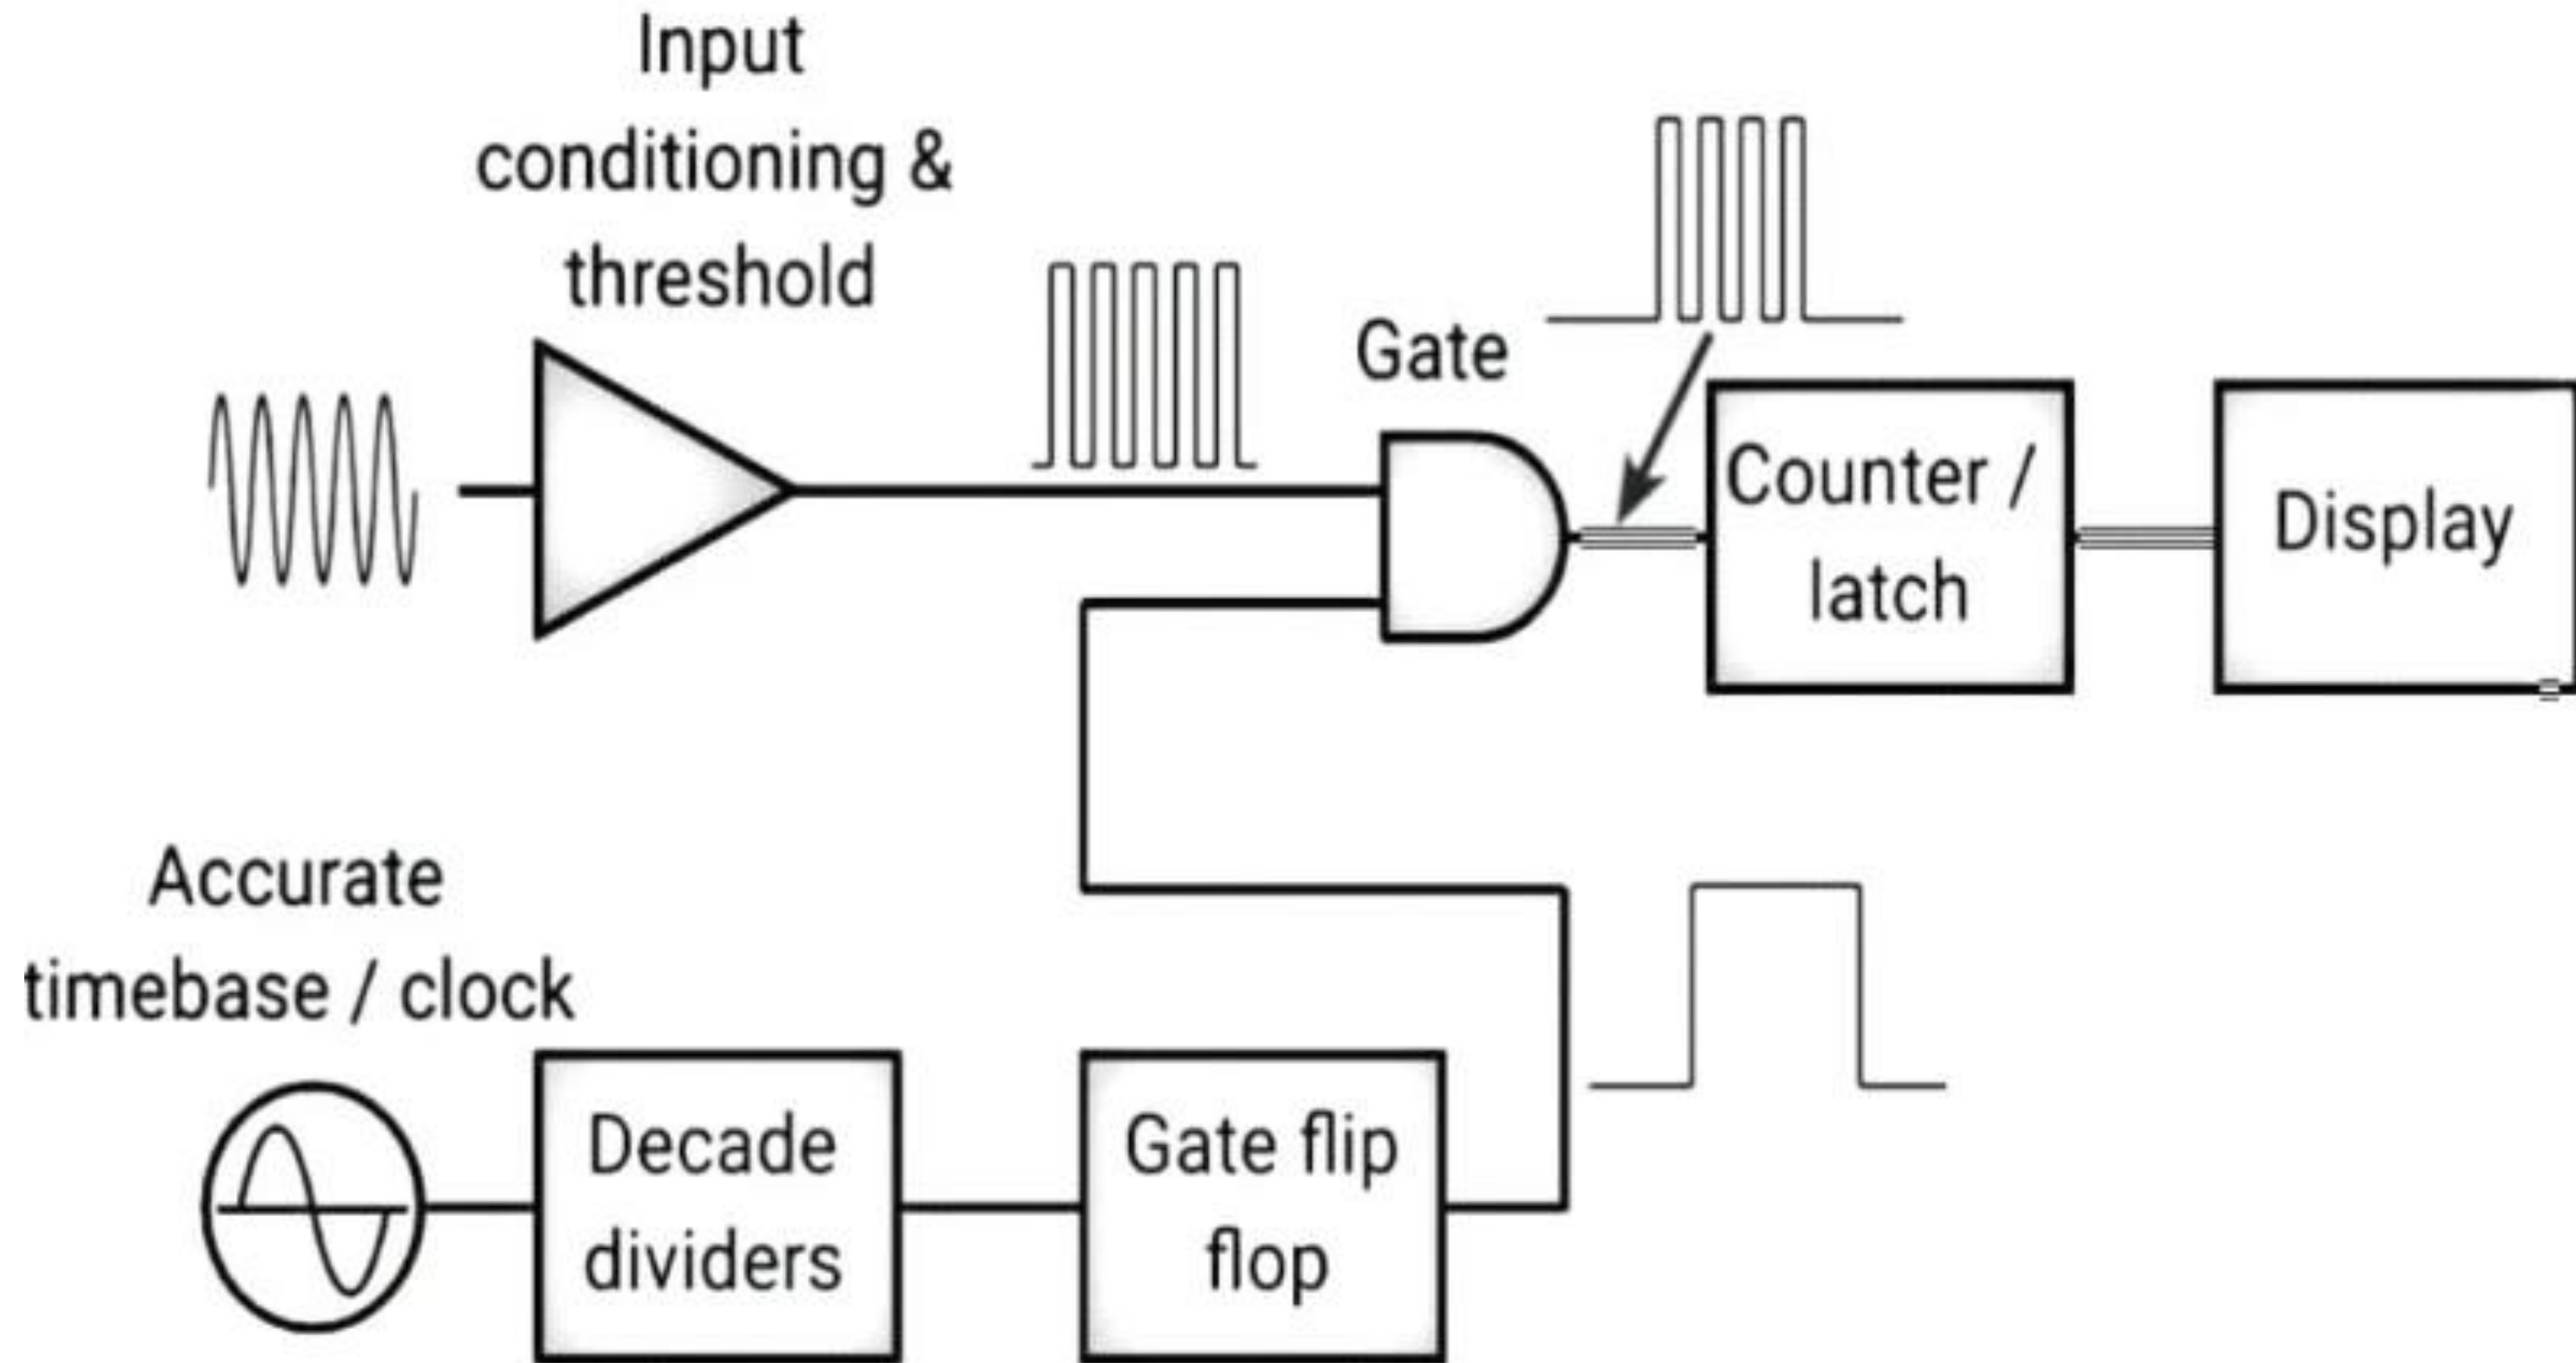 Input
conditioning &
threshold
Gate
Counter /
latch
Display
Accurate
timebase / clock
Decade
dividers
Gate flip
flop